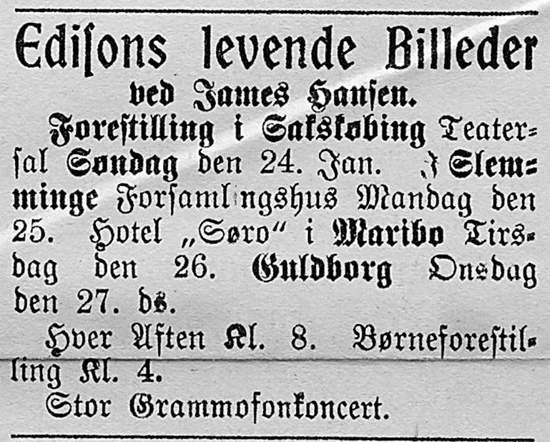 Edisons levende Billeder
ved James Hansen.
Forestilling i Sakskøbing Teater-
sal Søndag den 24. Jan. I Slem-
minge Forsamlingshus Mandag den
25. Hotel „Søro“ i Maribo Tirs-
dag den 26. Guldborg Onsdag
den 27. ds.
Hver Aften Kl. 8. Børneforestil-
ling Kl. 4.
Stor Grammofonkoncert.